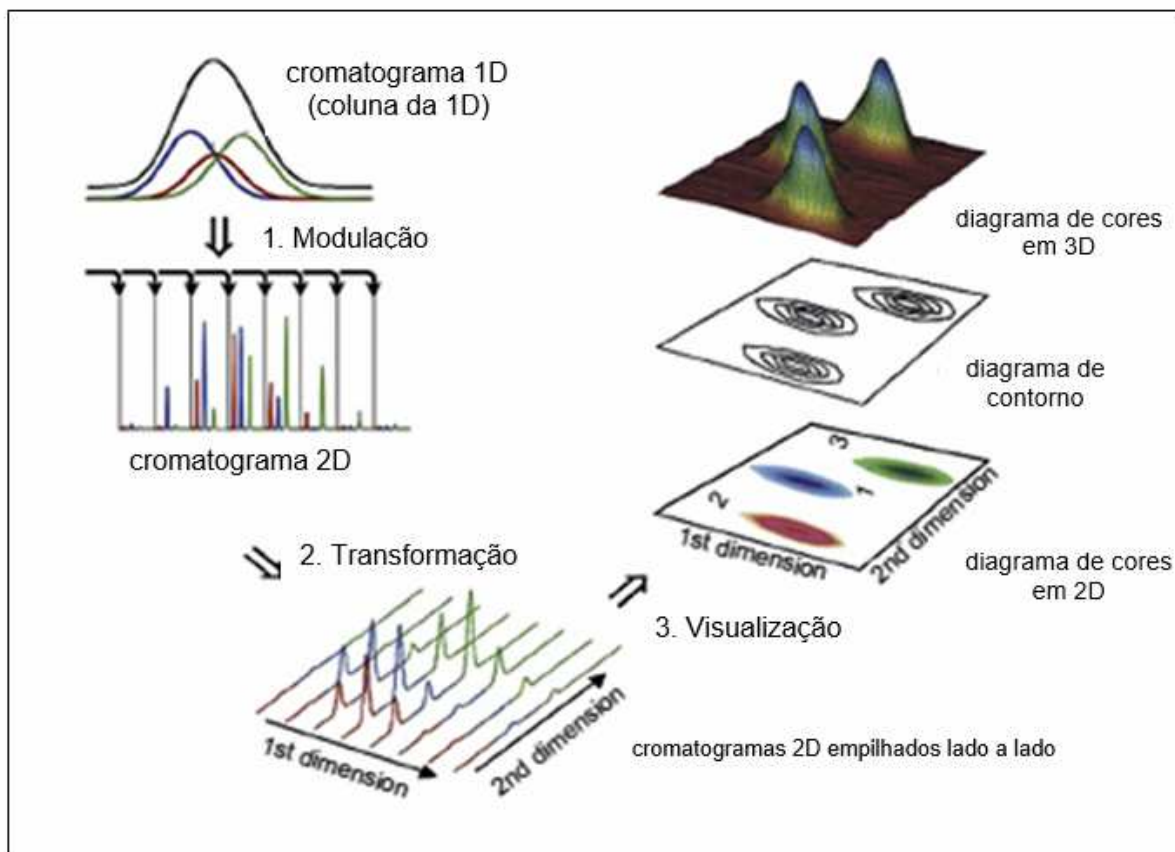 cromatograma 1D
(coluna da 1D)
1. Modulação
cromatograma 2D
2. Transformação
1st dimension
2nd dimension
cromatogramas 2D empilhados lado a lado
3. Visualização
diagrama de cores
em 3D
diagrama de
contorno
3
1
2
1st dimension
2nd dimension
diagrama de cores
em 2D